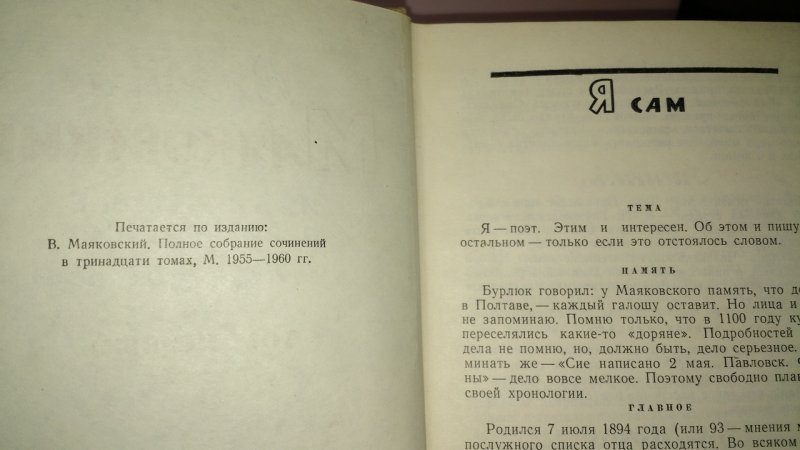 Печатается по изданию:
В. Маяковский. Полное собрание сочинений
в тринадцати томах, М. 1955—1960 гг.
Я САМ
ТЕМА
Я — поэт. Этим и интересен. Об этом и пишу
остальном — только если это отстоялось словом.
ПАМЯТЬ
Бурлюк говорил: у Маяковского память, что до
в Полтаве, — каждый галошу оставит. Но лица и
не запоминаю. Помню только, что в 1100 году ку
переселялись какие-то «доряне». Подробностей
дела не помню, но, должно быть, дело серьезное.
минать же — «Сие написано 2 мая. Павловск.
ны» — дело вовсе мелкое. Поэтому свободно плав
своей хронологии.
ГЛАВНОЕ
Родился 7 июля 1894 года (или 93 — мнения м
послужного списка отца расходятся. Во всяком